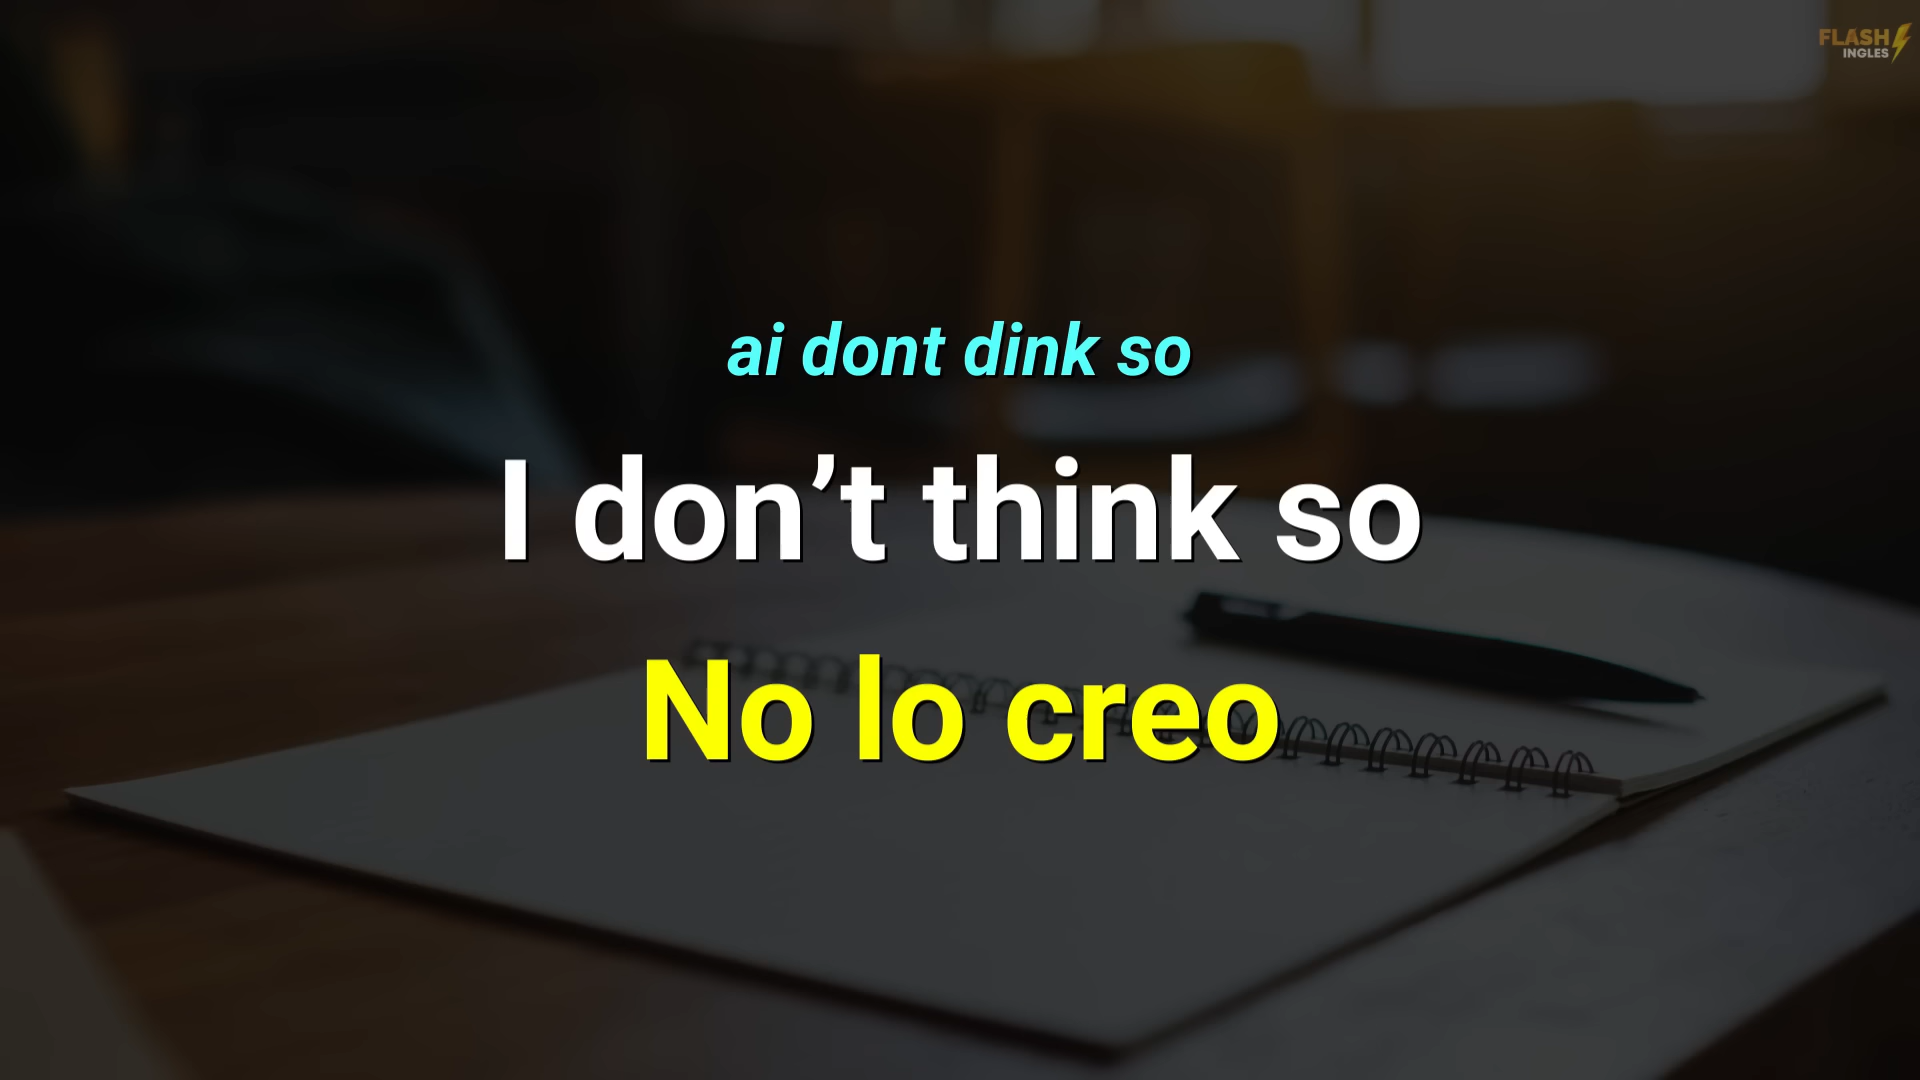 FLASH
INGLES
ai dont dink so
I don’t think so
No lo creo